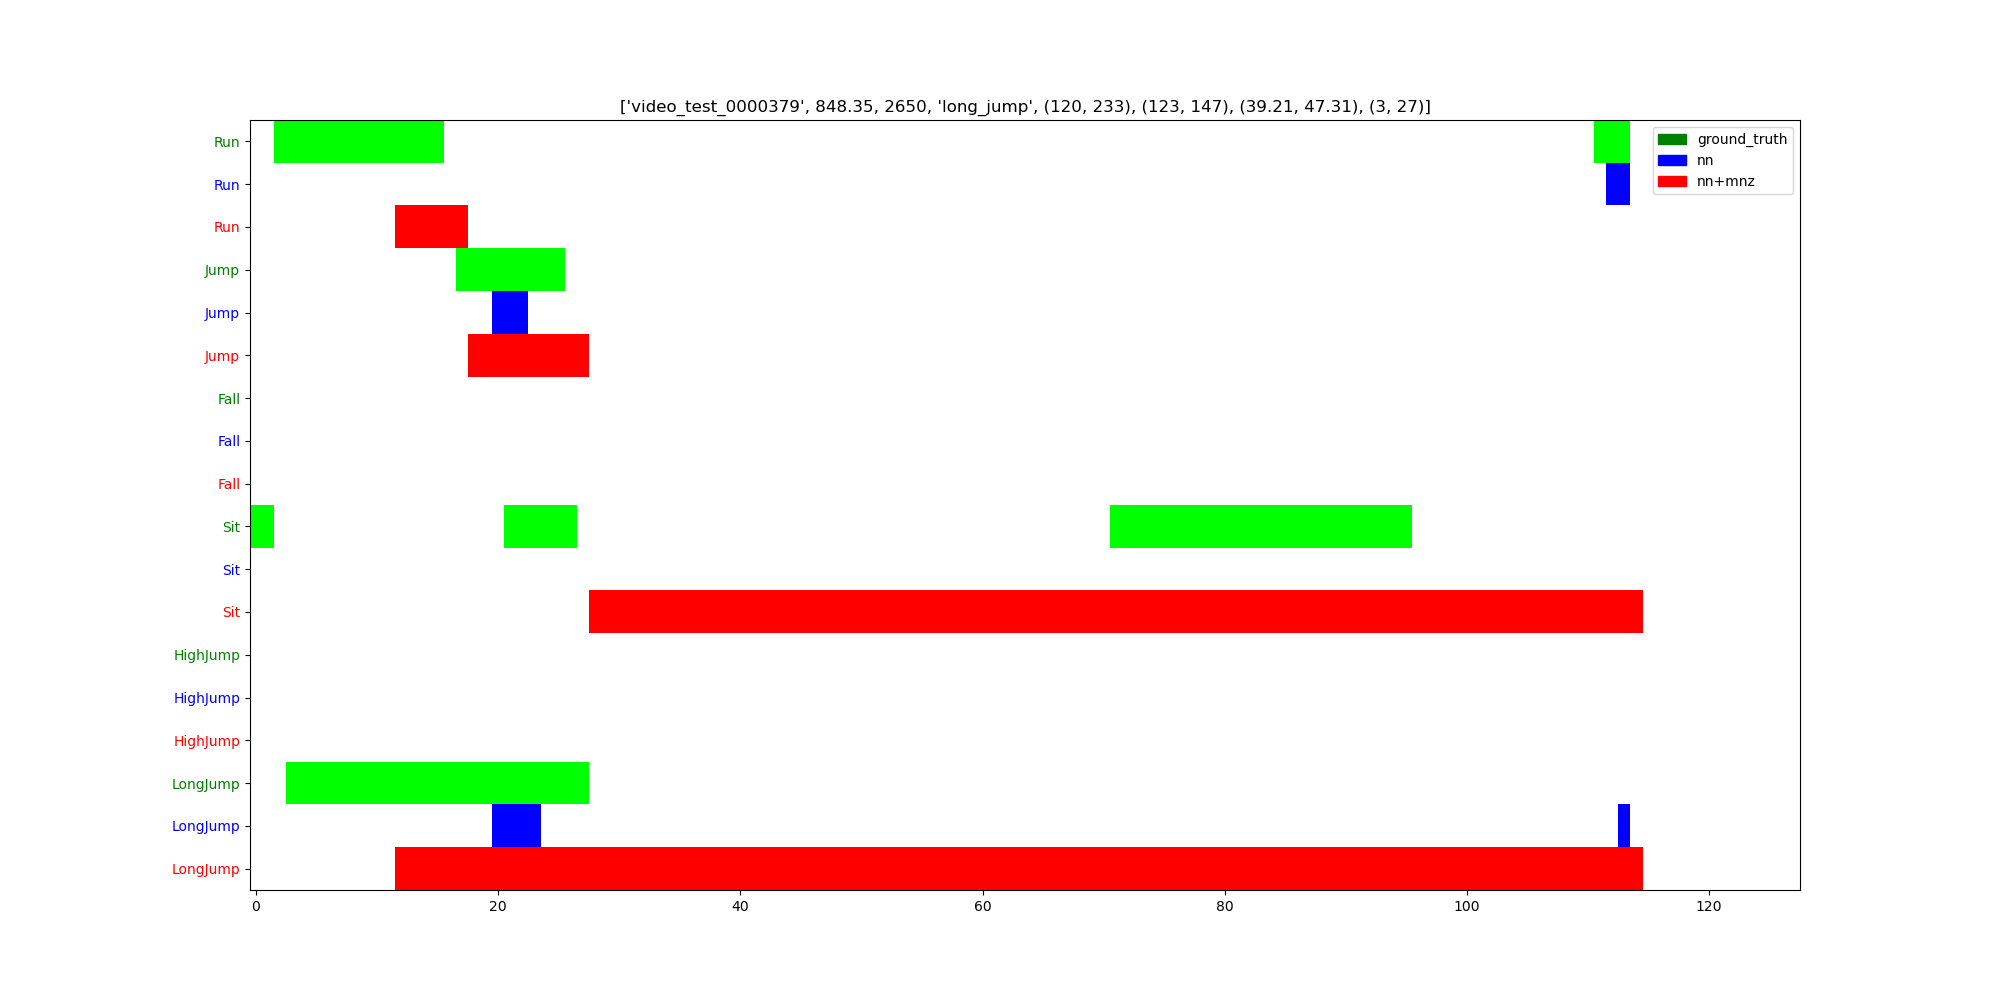 ['video_test_0000379', 848.35, 2650, 'long_jump', (120, 233), (123, 147), (39.21, 47.31), (3, 27)]
ground_truth
nn
nn+mnz
Run
Run
Run
Jump
Jump
Jump
Fall
Fall
Fall
Sit
Sit
Sit
HighJump
HighJump
HighJump
LongJump
LongJump
LongJump
0 20 40 60 80 100 120